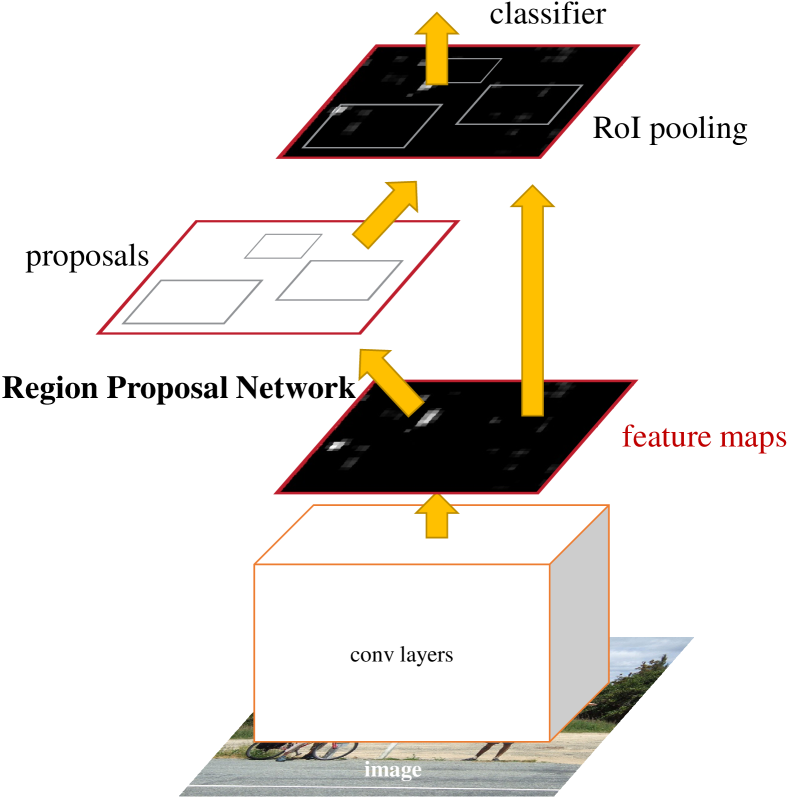 classifier
RoI pooling
proposals
Region Proposal Network
feature maps
conv layers
image